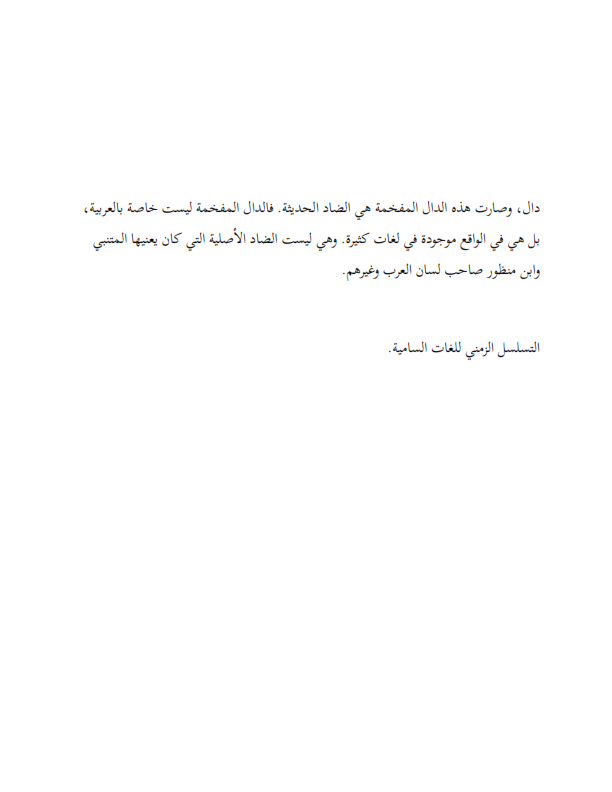 دال، وصارت هذه الدال المفخمة هي الضاد الحديثة. فالدال المفخمة ليست خاصة بالعربية،
بل هي في الواقع موجودة في لغات كثيرة. وهي ليست الضاد الأصلية التي كان يعنيها المتنبي
وابن منظور صاحب لسان العرب وغيرهم.
التسلسل الزمني للغات السامية.